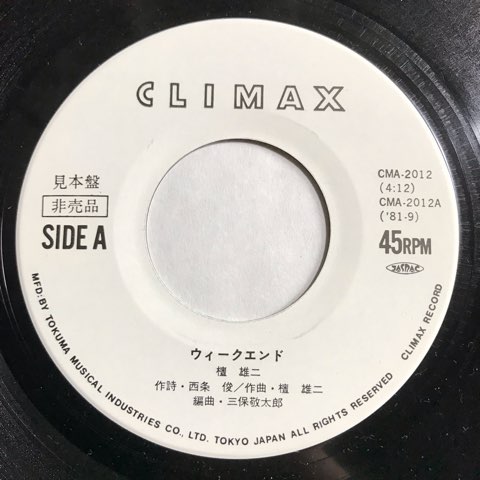 CLIMAX
見本盤
非売品
SIDE A
CMA-2012
(4:12)
CMA-2012A
('81-9)
45RPM
JASRAC
ウィークエンド
檀 雄二
作詩・西条 俊／作曲・檀 雄二
編曲・三保敬太郎
MFD: BY TOKUMA MUSICAL INDUSTRIES CO., LTD. TOKYO JAPAN ALL RIGHTS RESERVED CLIMAX RECORD